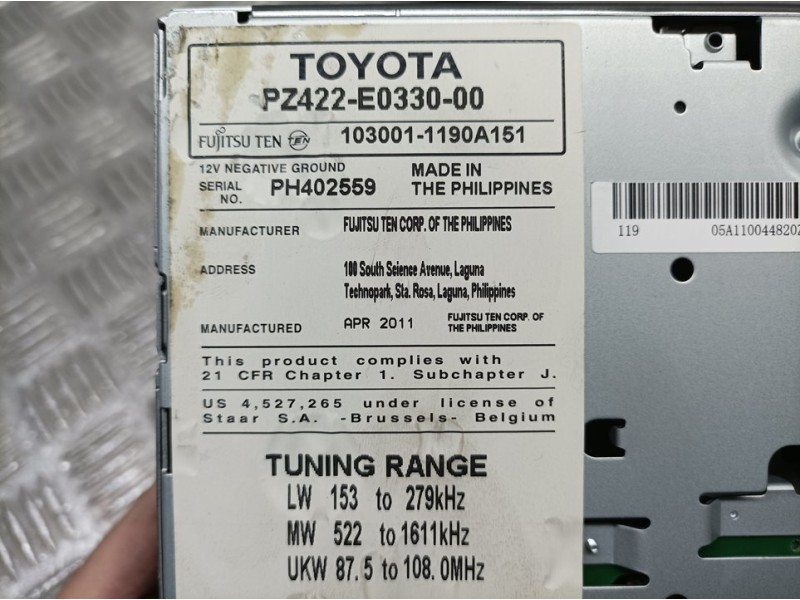 TOYOTA
PZ422-E0330-00
FUJITSU TEN TEN 103001-1190A151
12V NEGATIVE GROUND
SERIAL NO. PH402559
MADE IN
THE PHILIPPINES
MANUFACTURER FUJITSU TEN CORP. OF THE PHILIPPINES
ADDRESS 100 South Science Avenue, Laguna
Technopark, Sta. Rosa, Laguna, Philippines
MANUFACTURED APR 2011 FUJITSU TEN CORP. OF
THE PHILIPPINES
This product complies with
21 CFR Chapter 1. Subchapter J.
US 4,527,265 under license of
Staar S.A. -Brussels- Belgium
TUNING RANGE
LW 153 to 279kHz
MW 522 to 1611kHz
UKW 87.5 to 108.0MHz
119 05A110044820